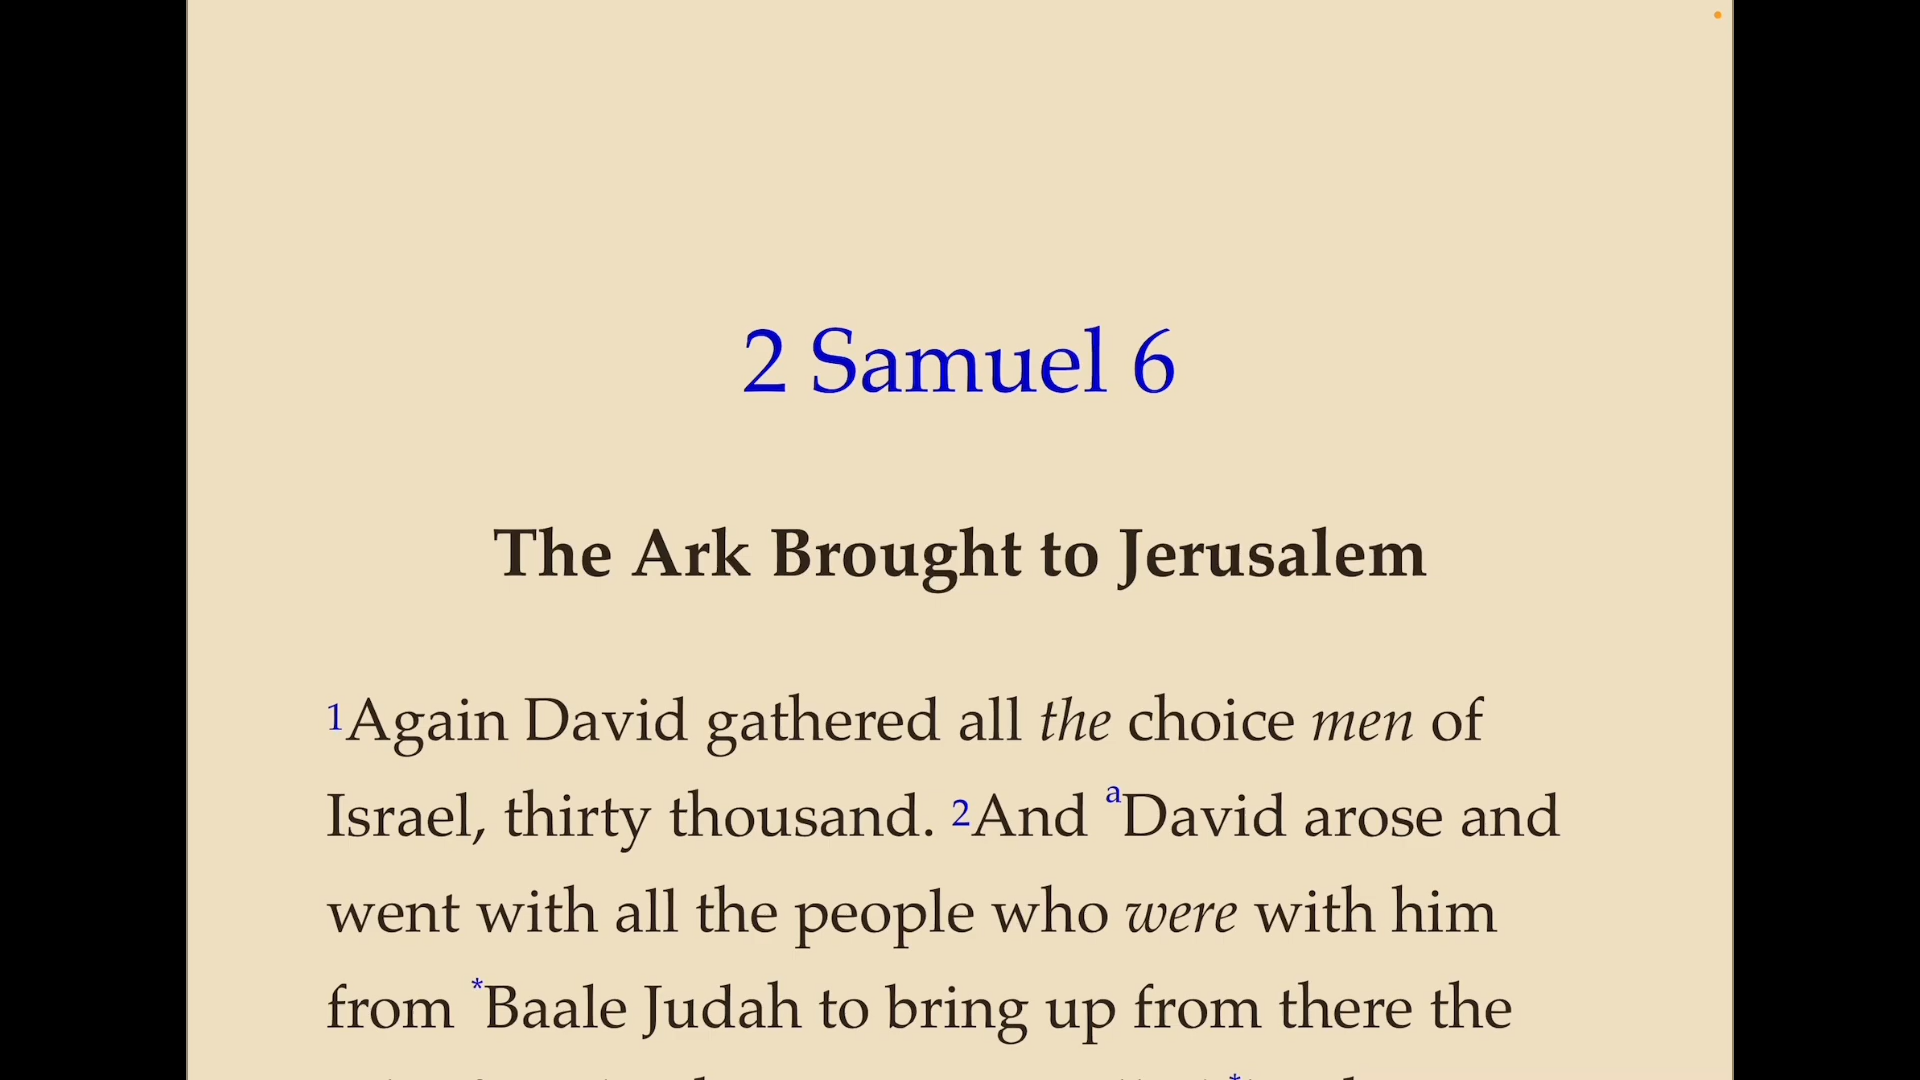 2 Samuel 6
The Ark Brought to Jerusalem
1Again David gathered all the choice men of
Israel, thirty thousand. 2And aDavid arose and
went with all the people who were with him
from *Baale Judah to bring up from there the